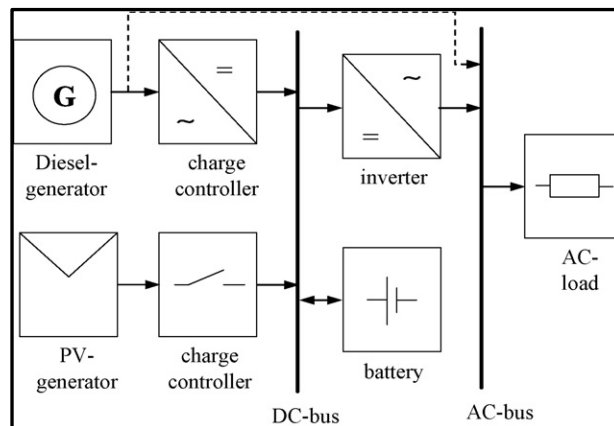 G
Diesel-
generator
charge
controller
inverter
AC-
load
PV-
generator
charge
controller
battery
DC-bus
AC-bus